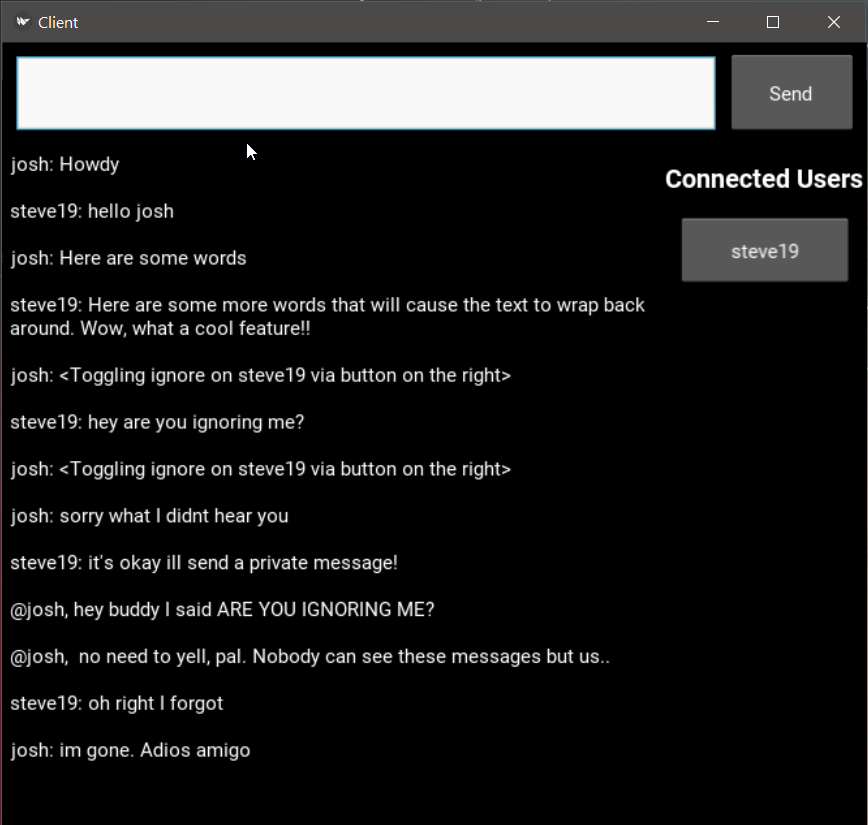 Client
Send
josh: Howdy
Connected Users
steve19: hello josh
steve19
josh: Here are some words
steve19: Here are some more words that will cause the text to wrap back
around. Wow, what a cool feature!!
josh: <Toggling ignore on steve19 via button on the right>
steve19: hey are you ignoring me?
josh: <Toggling ignore on steve19 via button on the right>
josh: sorry what I didnt hear you
steve19: it's okay ill send a private message!
@josh, hey buddy I said ARE YOU IGNORING ME?
@josh,  no need to yell, pal. Nobody can see these messages but us..
steve19: oh right I forgot
josh: im gone. Adios amigo